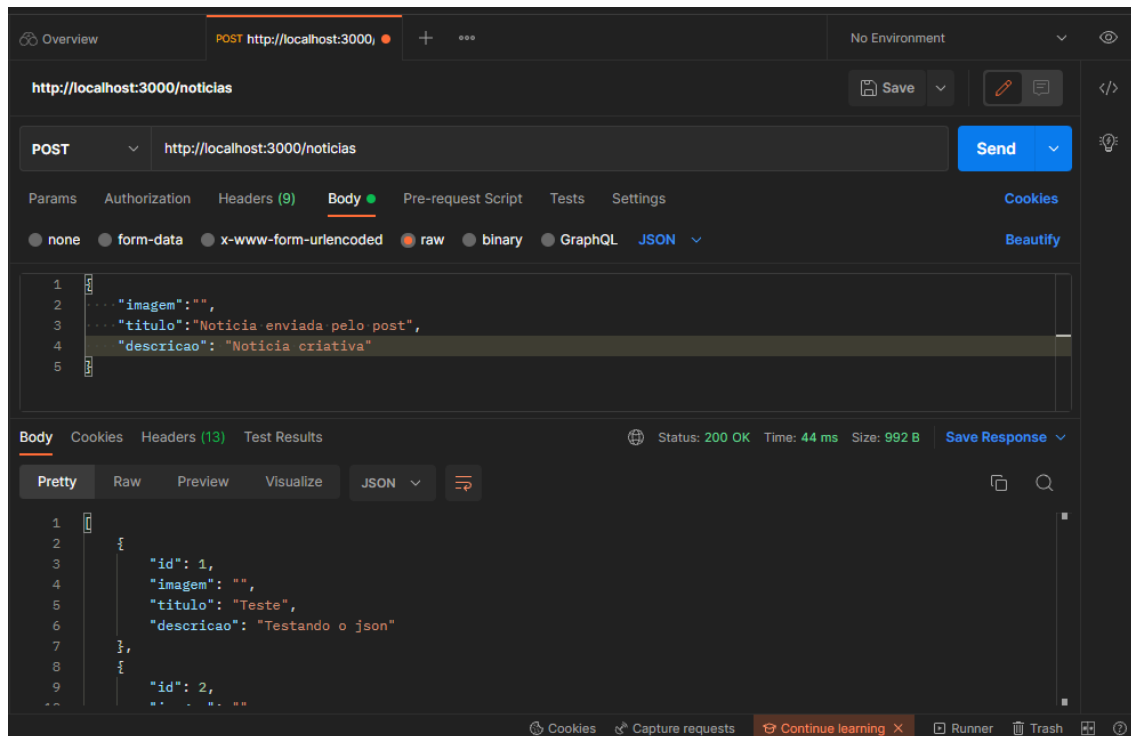 Overview POST http://localhost:3000/ No Environment
http://localhost:3000/noticias Save </>
POST http://localhost:3000/noticias Send
Params Authorization Headers (9) Body Pre-request Script Tests Settings Cookies
none form-data x-www-form-urlencoded raw binary GraphQL JSON Beautify
1 {
2 "imagem":"",
3 "titulo":"Noticia enviada pelo post",
4 "descricao": "Noticia criativa"
5 }
Body Cookies Headers (13) Test Results Status: 200 OK Time: 44 ms Size: 992 B Save Response
Pretty Raw Preview Visualize JSON
1 [
2 {
3 "id": 1,
4 "imagem": "",
5 "titulo": "Teste",
6 "descricao": "Testando o json"
7 },
8 {
9 "id": 2,
Cookies Capture requests Continue learning × Runner Trash